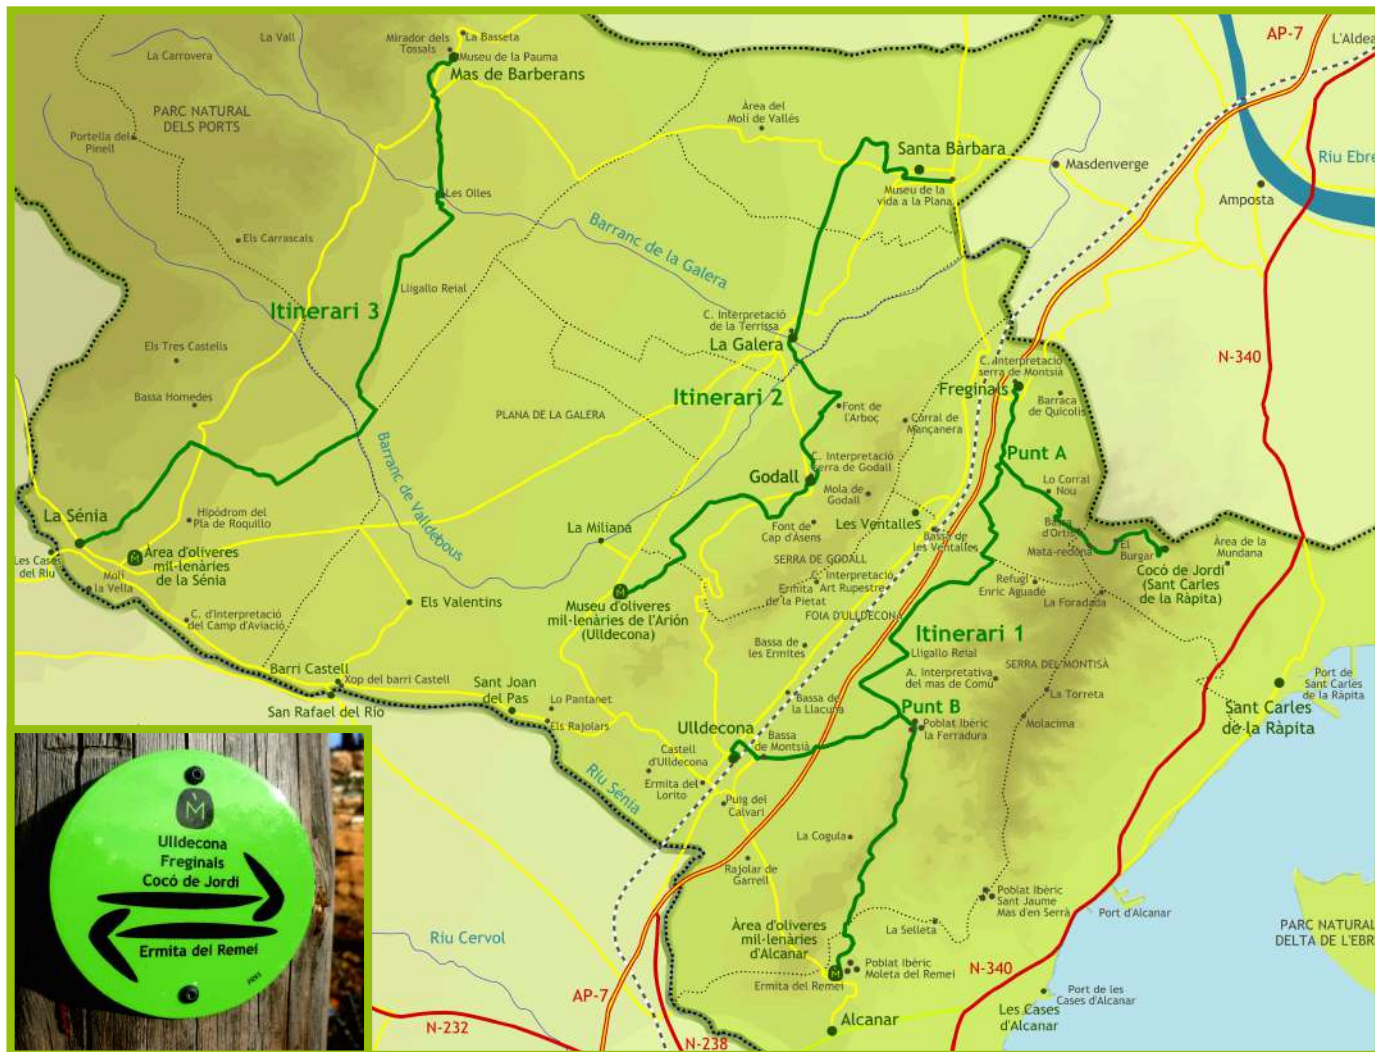 AP-7
L'Aldea
La Vall
Mirador dels
Tossals
La Basseta
La Carrovera
Museu de la Pauma
Mas de Barberans
PARC NATURAL
DELS PORTS
Portella del
Pinell
Àrea del
Molí de Vallés
Santa Bàrbara
Masdenverge
Riu Ebre
Museu de la
vida a la Plana
Amposta
Les Olles
Els Carrascals
Barranc de la Galera
Lligallo Reial
Itinerari 3
C. Interpretació
de la Terrissa
La Galera
Els Tres Castells
Bassa Homedes
N-340
C. Interpretació
serra de Montsià
Freginals
Barraca
de Quicolis
Itinerari 2
PLANA DE LA GALERA
Font de
l'Arboç
Corral de
Mançanera
Barranc de Valldebous
C. Interpretació
serra de Godall
Godall
Mola de
Godall
Punt A
Lo Corral
Nou
La Sénia
Hipòdrom del
Pla de Roquillo
La Miliana
Font de
Cap d'Àsens
Les Ventalles
Bassa de
les Ventalles
Bassa
d'Ortis
Mata-redona
El
Burgar
Àrea de la
Mundana
Les Cases
del Riu
Molí
la Vella
Àrea d'oliveres
mil·lenàries
de la Sénia
SERRA DE GODALL
Cocó de Jordi
(Sant Carles
de la Ràpita)
Ermita
de la Pietat
C. Interpretació
Art Rupestre
Refugi
Enric Aguadé
La Foradada
Els Valentins
Museu d'oliveres
mil·lenàries de l'Arión
(Ulldecona)
FOIA D'ULLDECONA
C. d'Interpretació
del Camp d'Aviació
Itinerari 1
Lligallo Reial
Bassa de
les Ermites
Barri Castell
Xop del barri Castell
SERRA DEL MONTISÀ
A. Interpretativa
del mas de Comú
La Torreta
Port de
Sant Carles
de la Ràpita
Sant Joan
del Pas
Lo Pantanet
Els Rajolars
San Rafael del Río
Bassa de
la Llacuna
Punt B
Poblat Ibèric
la Ferradura
Molacima
Sant Carles
de la Ràpita
Ulldecona
Bassa
de Montsià
Castell
d'Ulldecona
Ermita del
Lorito
Riu Sénia
Puig del
Calvari
La Cogula
Rajolar de
Garrell
Poblat Ibèric
Sant Jaume
Mas d'en Serrà
Port d'Alcanar
La Selleta
Àrea d'oliveres
mil·lenàries
d'Alcanar
PARC NATURAL
DELTA DE L'EBR
Riu Cervol
Poblat Ibèric
Moleta del Remei
Ermita del Remei
N-340
AP-7
Port de les
Cases d'Alcanar
Les Cases
d'Alcanar
Alcanar
N-232
N-238
M
M
M
M
Ulldecona
Freginals
Cocó de Jordi
Ermita del Remei